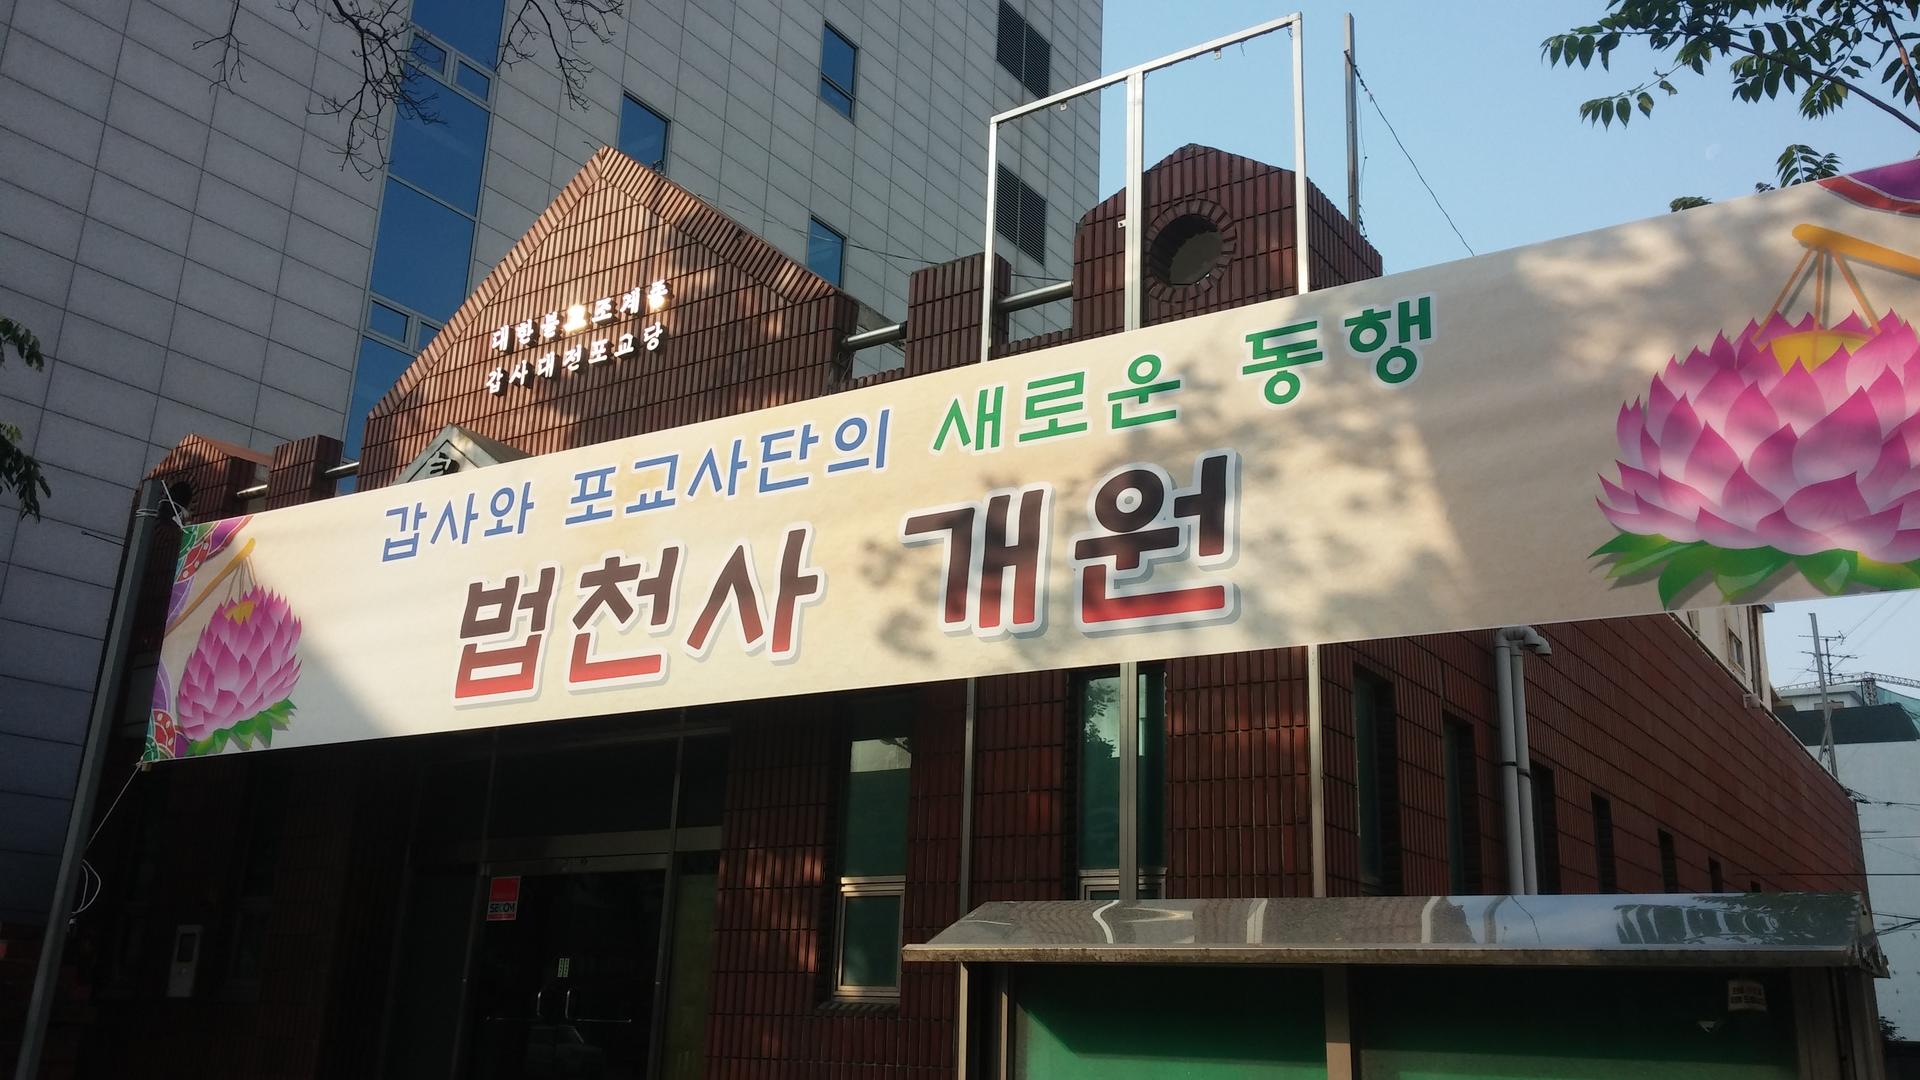 대한불교조계종
갑사대전포교당
갑사와 포교사단의 새로운 동행
법천사 개원
SECOM